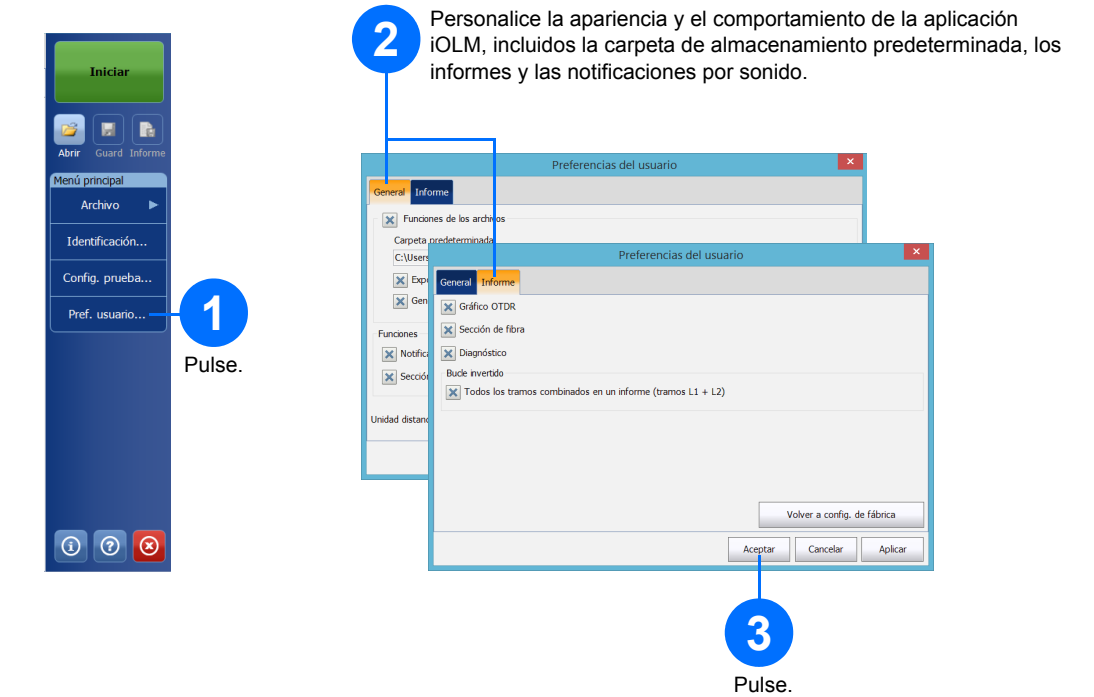 2
Personalice la apariencia y el comportamiento de la aplicación
iOLM, incluidos la carpeta de almacenamiento predeterminada, los
informes y las notificaciones por sonido.
Iniciar
Abrir Guard Informe
Menú principal
Archivo
Identificación...
Config. prueba...
Pref. usuario...
1
Pulse.
Preferencias del usuario
General Informe
Funciones de los archivos
Carpeta predeterminada
C:\Users
Expo
Gen
Funciones
Notifica
Sección
Unidad distanc
Preferencias del usuario
General Informe
Gráfico OTDR
Sección de fibra
Diagnóstico
Bucle invertido
Todos los tramos combinados en un informe (tramos L1 + L2)
Volver a config. de fábrica
Aceptar Cancelar Aplicar
3
Pulse.